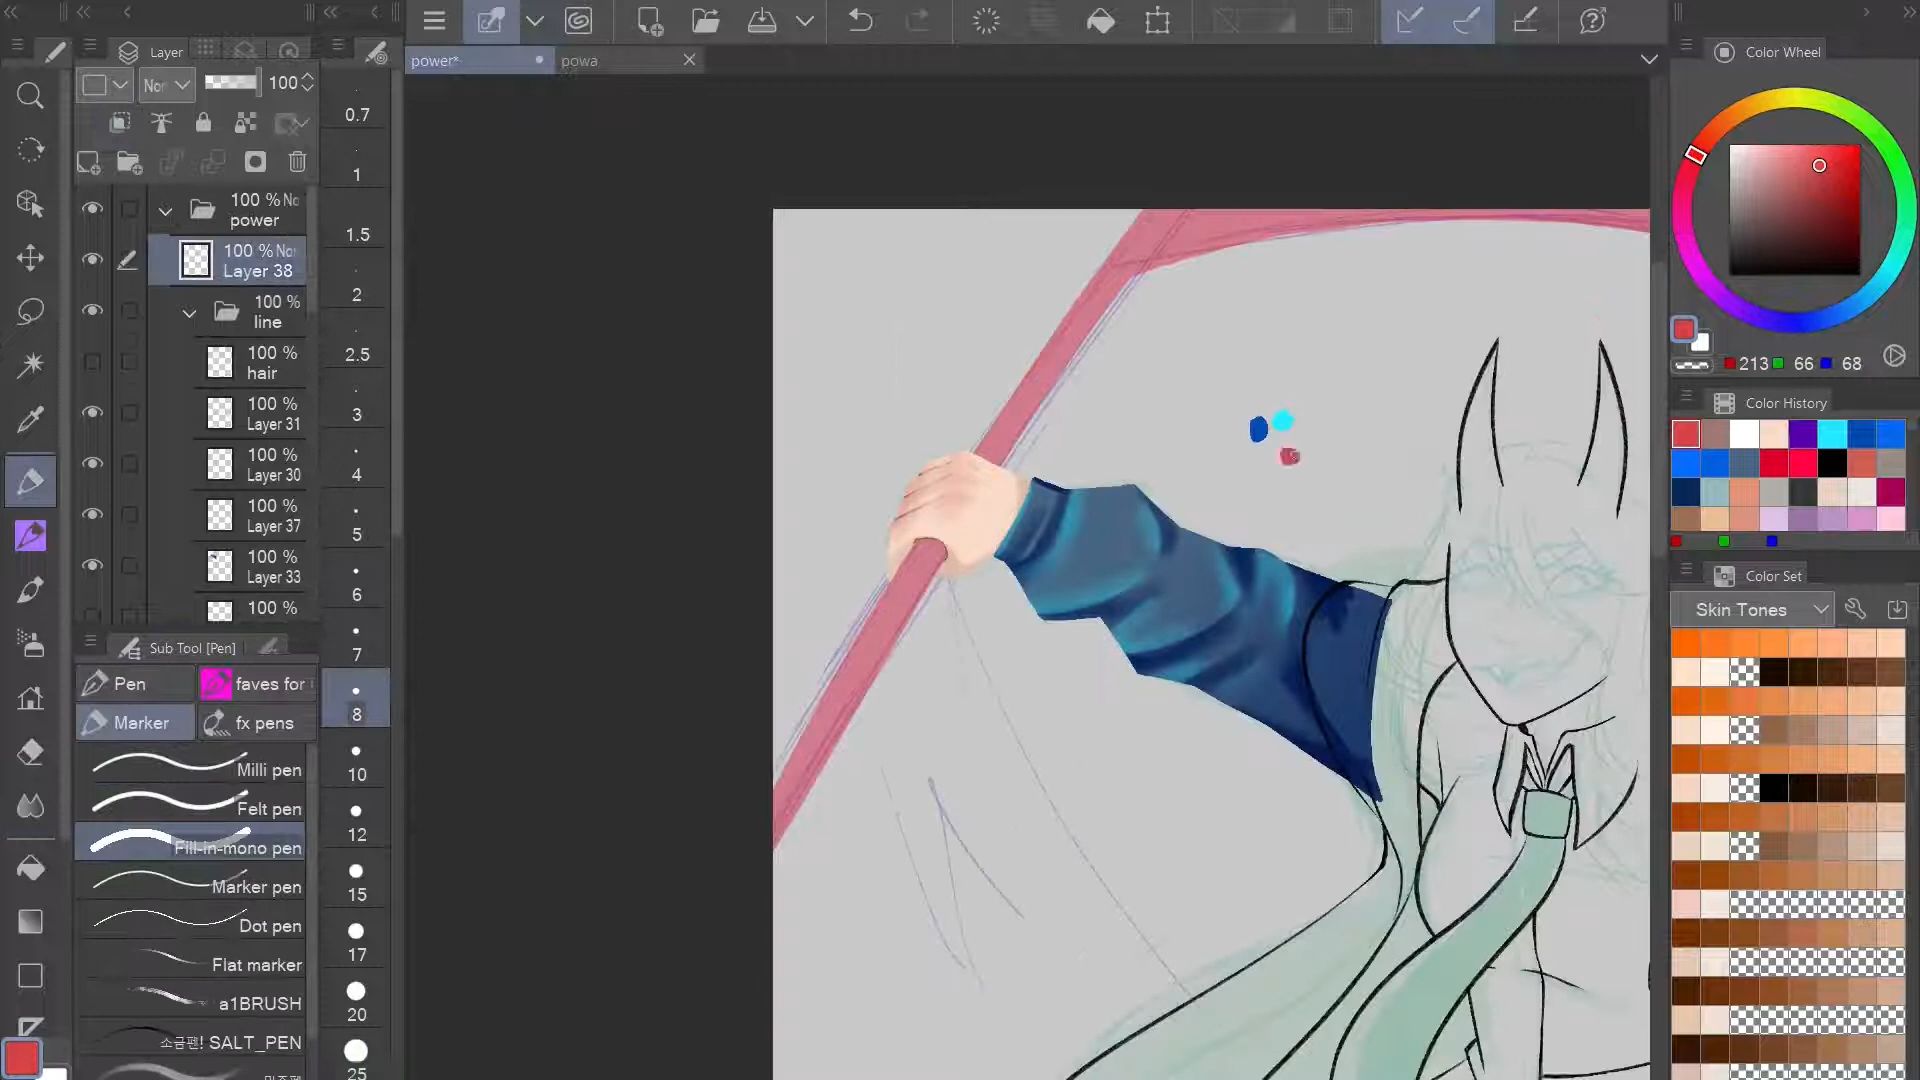 Layer
Nor
100
100 % No
power
100 % Nor
Layer 38
100 %
line
100 %
hair
100 %
Layer 31
100 %
Layer 30
100 %
Layer 37
100 %
Layer 33
100 %
Sub Tool [Pen]
Pen
faves for
Marker
fx pens
Milli pen
Felt pen
Fill-in-mono pen
Marker pen
Dot pen
Flat marker
a1BRUSH
소금펜! SALT_PEN
0.7
1
1.5
2
2.5
3
4
5
6
7
8
10
12
15
17
20
25
power*
powa
Color Wheel
213 66 68
Color History
Color Set
Skin Tones